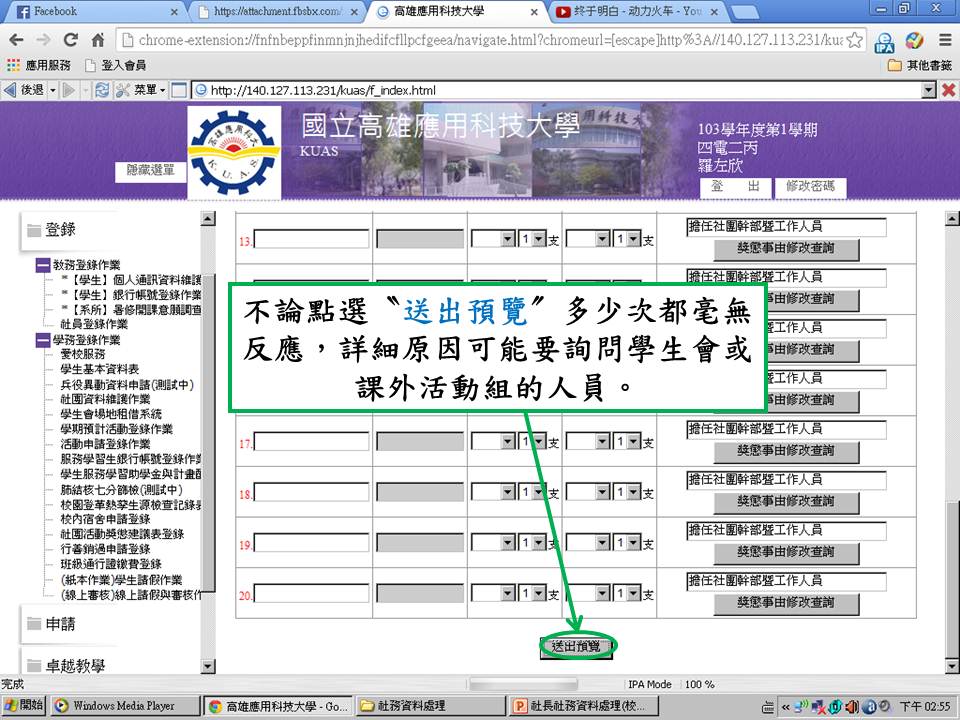 Facebook
https://attachment.fbsbx.com/
高雄應用科技大學
终于明白 - 动力火车 - You
chrome-extension://fnfnbeppfinmnjnjhedifcfllpcfgeea/navigate.html?chromeurl=[escape]http%3A//140.127.113.231/kua
應用服務
登入會員
其他書籤
後退
菜單
http://140.127.113.231/kuas/f_index.html
國立高雄應用科技大學
KUAS
103學年度第1學期
四電二丙
羅左欣
隱藏選單
登 出
修改密碼
登錄
教務登錄作業
*【學生】個人通訊資料維護
*【學生】銀行帳號登錄作業
*【系所】暑修開課意願調查
社員登錄作業
學務登錄作業
愛校服務
學生基本資料表
兵役異動資料申請(測試中)
社團資料維護作業
學生會場地租借系統
學期預計活動登錄作業
活動申請登錄作業
服務學習生銀行帳號登錄作業
學生服務學習助學金與計畫
肺結核七分篩檢(測試中)
校園登革熱孳生源檢查記錄表
校內宿舍申請登錄
社團活動獎懲建議表登錄
行善銷過申請登錄
班級通行證繳費登錄
(紙本作業)學生請假作業
(線上審核)線上請假與審核作
申請
卓越教學
13.
1 支
1 支
擔任社團幹部暨工作人員
獎懲事由修改查詢
擔任社團幹部暨工作人員
事由修改查詢
工作人員
事由修改查詢
工作人員
事由修改查詢
不論點選〝送出預覽〞多少次都毫無
反應，詳細原因可能要詢問學生會或
課外活動組的人員。
17.
1 支
1 支
擔任社團幹部暨工作人員
獎懲事由修改查詢
18.
1 支
1 支
擔任社團幹部暨工作人員
獎懲事由修改查詢
19.
1 支
1 支
擔任社團幹部暨工作人員
獎懲事由修改查詢
20.
1 支
1 支
擔任社團幹部暨工作人員
獎懲事由修改查詢
送出預覽
完成
IPA Mode
100 %
開始
Windows Media Player
高雄應用科技大學 - Go...
社務資料處理
社長社務資料處理(校...
下午 02:55